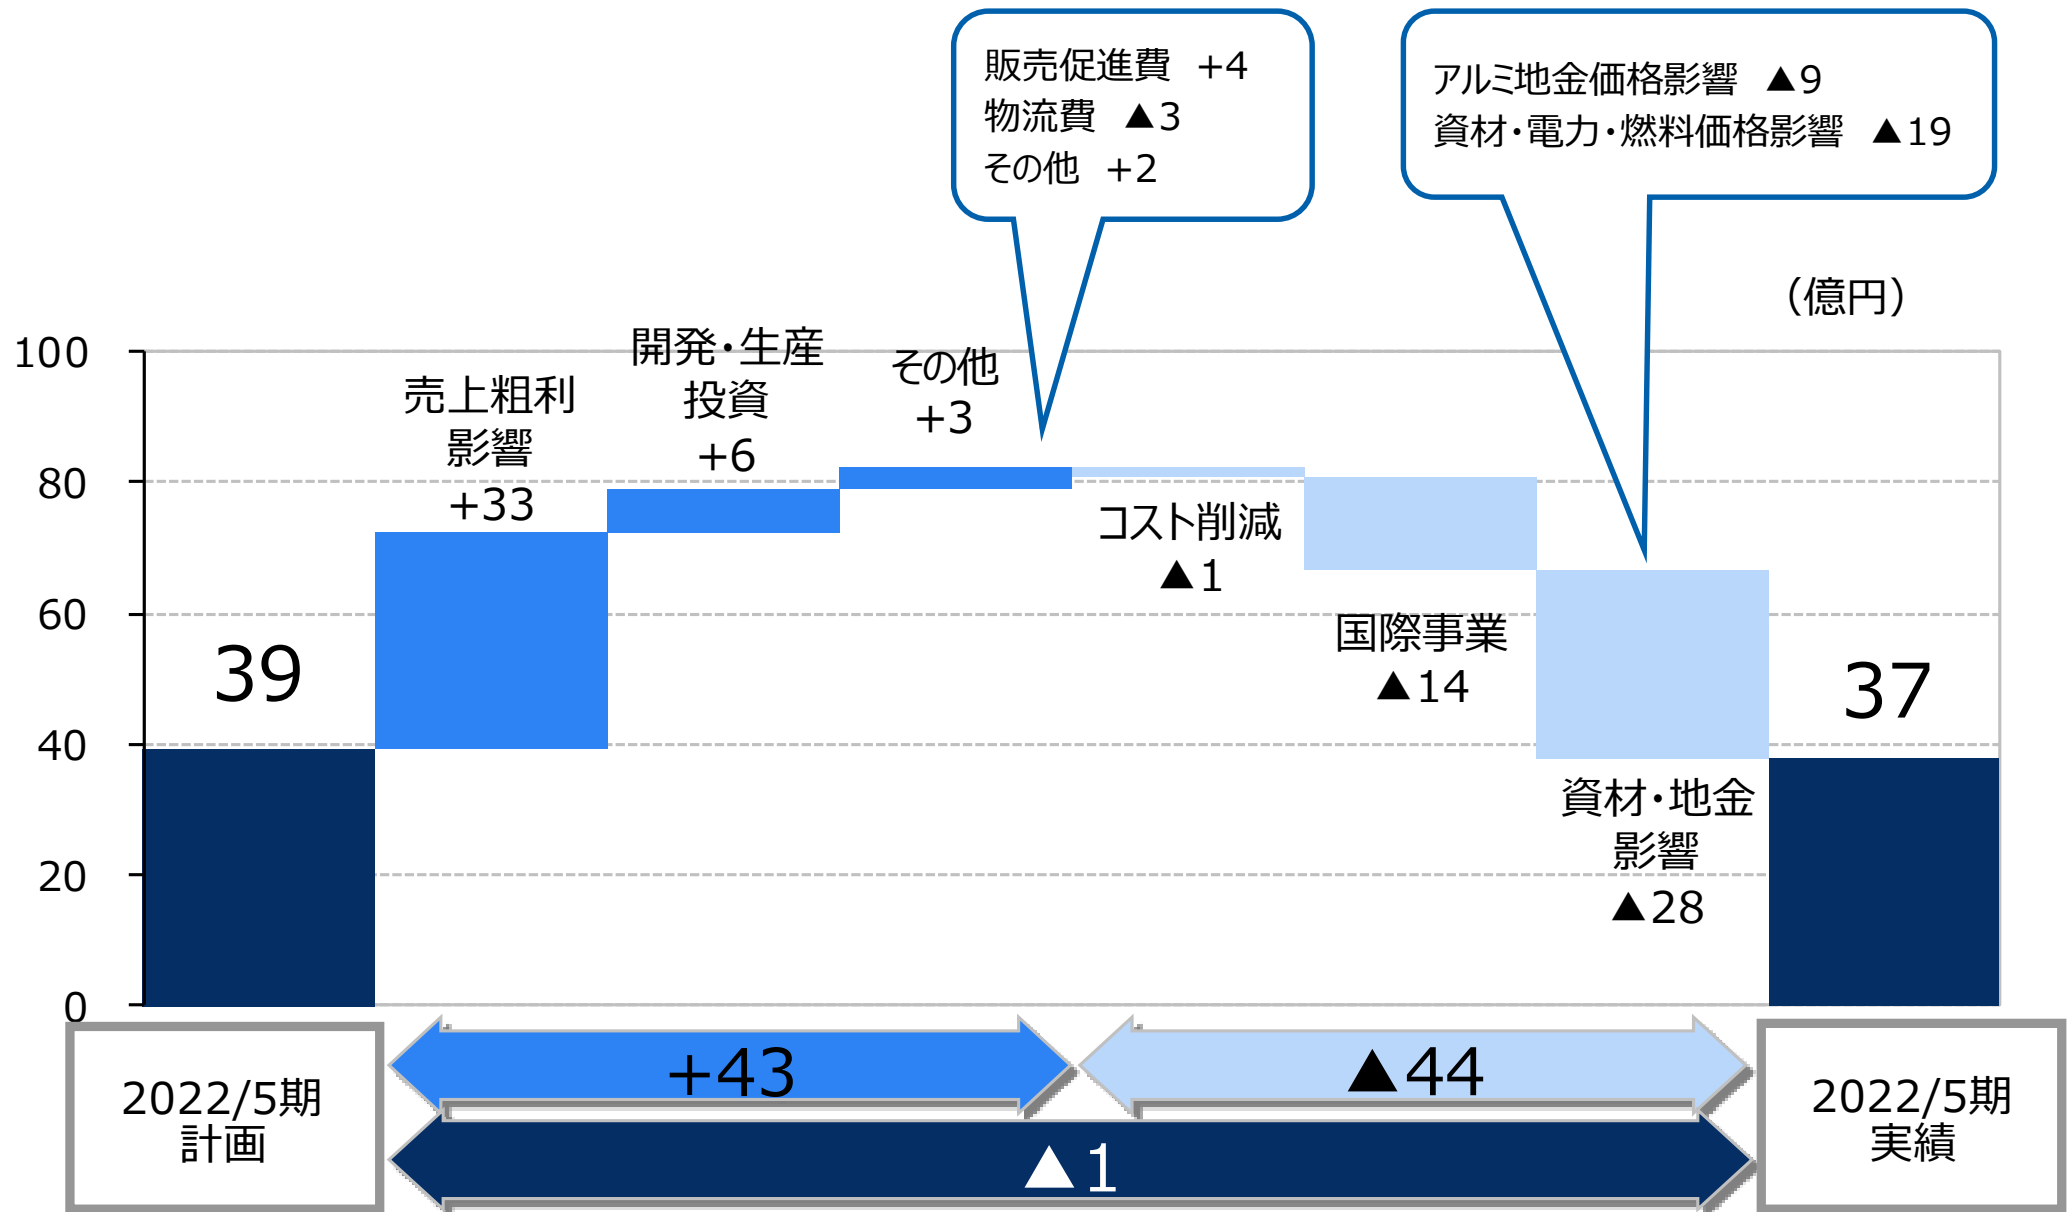 販売促進費 +4
物流費 ▲3
その他 +2
アルミ地金価格影響 ▲9
資材・電力・燃料価格影響 ▲19
（億円）
100
80
60
40
20
0
39
売上粗利
影響
+33
開発・生産
投資
+6
その他
+3
コスト削減
▲1
国際事業
▲14
資材・地金
影響
▲28
37
2022/5期
計画
+43
▲44
▲1
2022/5期
実績